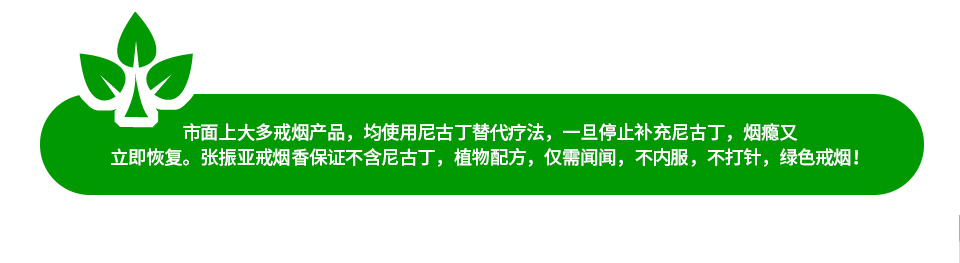 市面上大多戒烟产品，均使用尼古丁替代疗法，一旦停止补充尼古丁，烟瘾又
立即恢复。张振亚戒烟香保证不含尼古丁，植物配方，仅需闻闻，不内服，不打针，绿色戒烟！